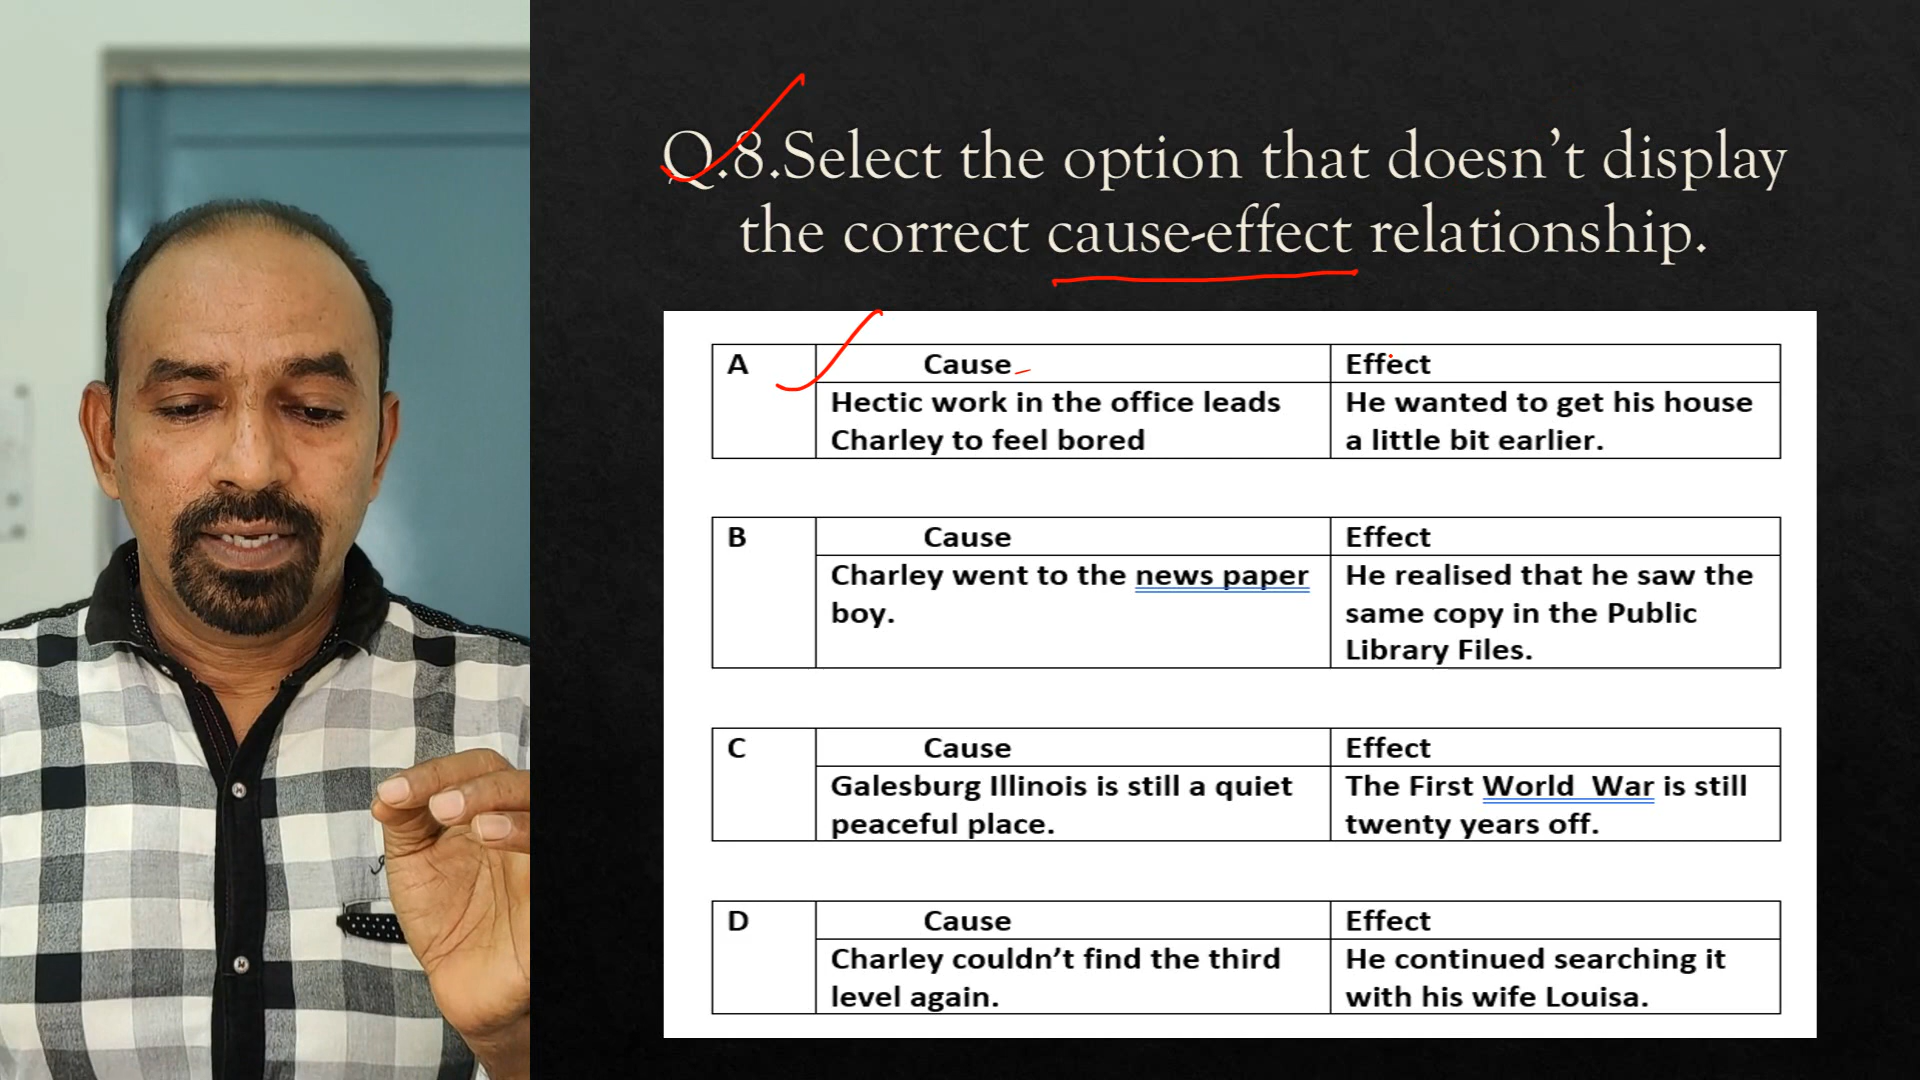 Q.8.Select the option that doesn't display
the correct cause-effect relationship.
A Cause Effect
Hectic work in the office leads He wanted to get his house
Charley to feel bored a little bit earlier.
B Cause Effect
Charley went to the news paper He realised that he saw the
boy. same copy in the Public
Library Files.
C Cause Effect
Galesburg Illinois is still a quiet The First World War is still
peaceful place. twenty years off.
D Cause Effect
Charley couldn't find the third He continued searching it
level again. with his wife Louisa.